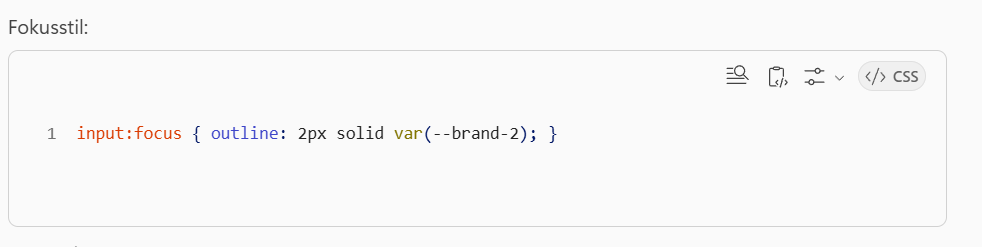 Fokusstil:
</> CSS
1 input:focus { outline: 2px solid var(--brand-2); }